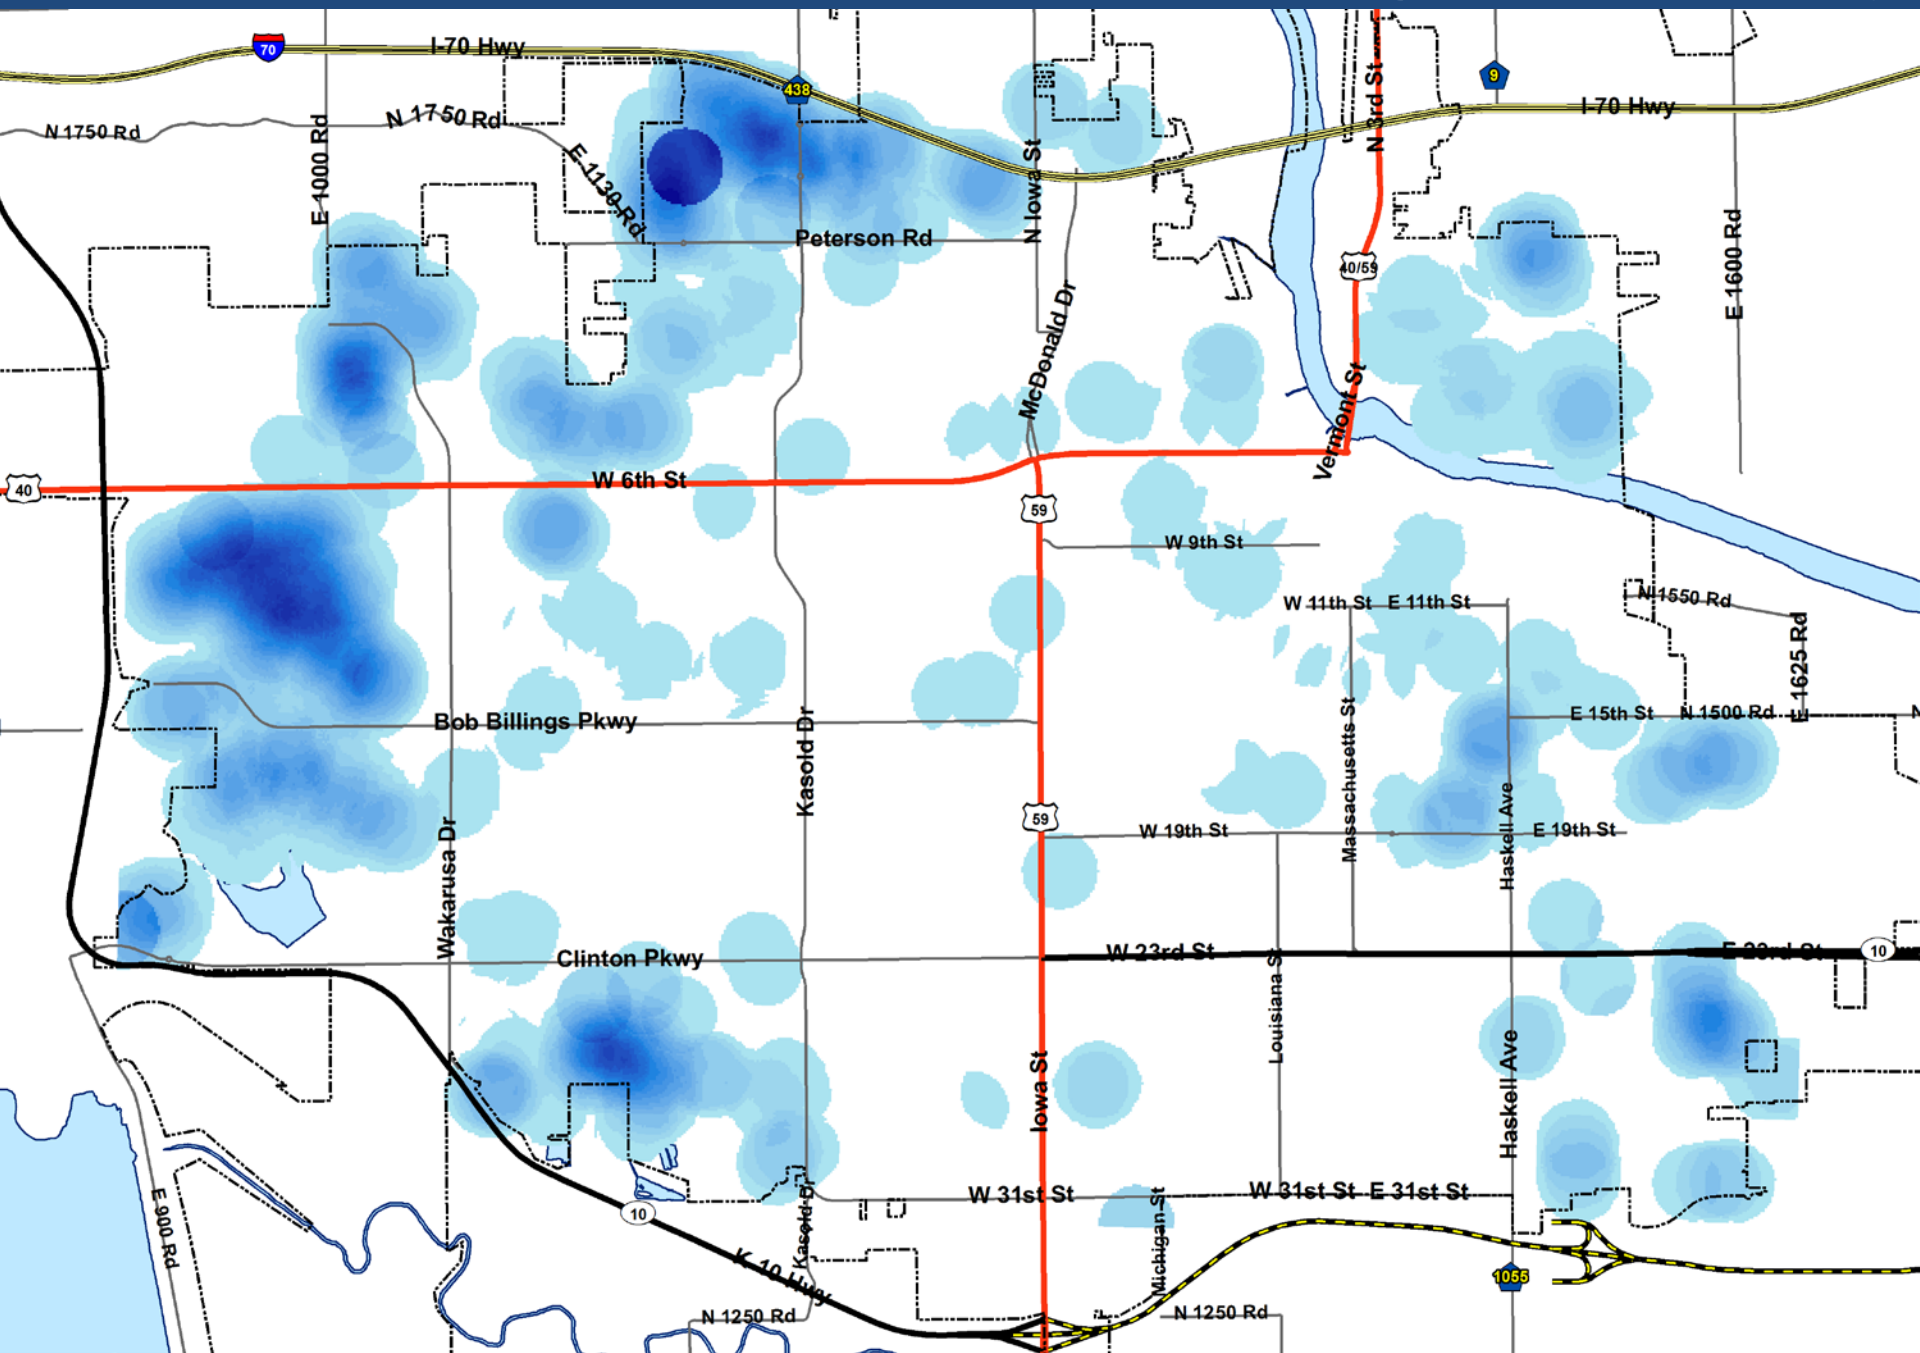 I-70 Hwy
70
438
9
I-70 Hwy
N 1750 Rd
N 1750 Rd
E 1000 Rd
E 1130 Rd
N Iowa St
N 3rd St
Peterson Rd
E 1600 Rd
40/59
McDonald Dr
Vermont St
40
W 6th St
59
W 9th St
W 11th St
E 11th St
N 1550 Rd
E 1625 Rd
Bob Billings Pkwy
Kasold Dr
Massachusetts St
E 15th St
N 1500 Rd
N
59
W 19th St
E 19th St
Haskell Ave
Wakarusa Dr
Clinton Pkwy
W 23rd St
E 23rd St
10
Louisiana St
Iowa St
Haskell Ave
W 31st St
W 31st St
E 31st St
10
E 900 Rd
Kasold Dr
Michigan St
K-10 Hwy
1055
N 1250 Rd
N 1250 Rd